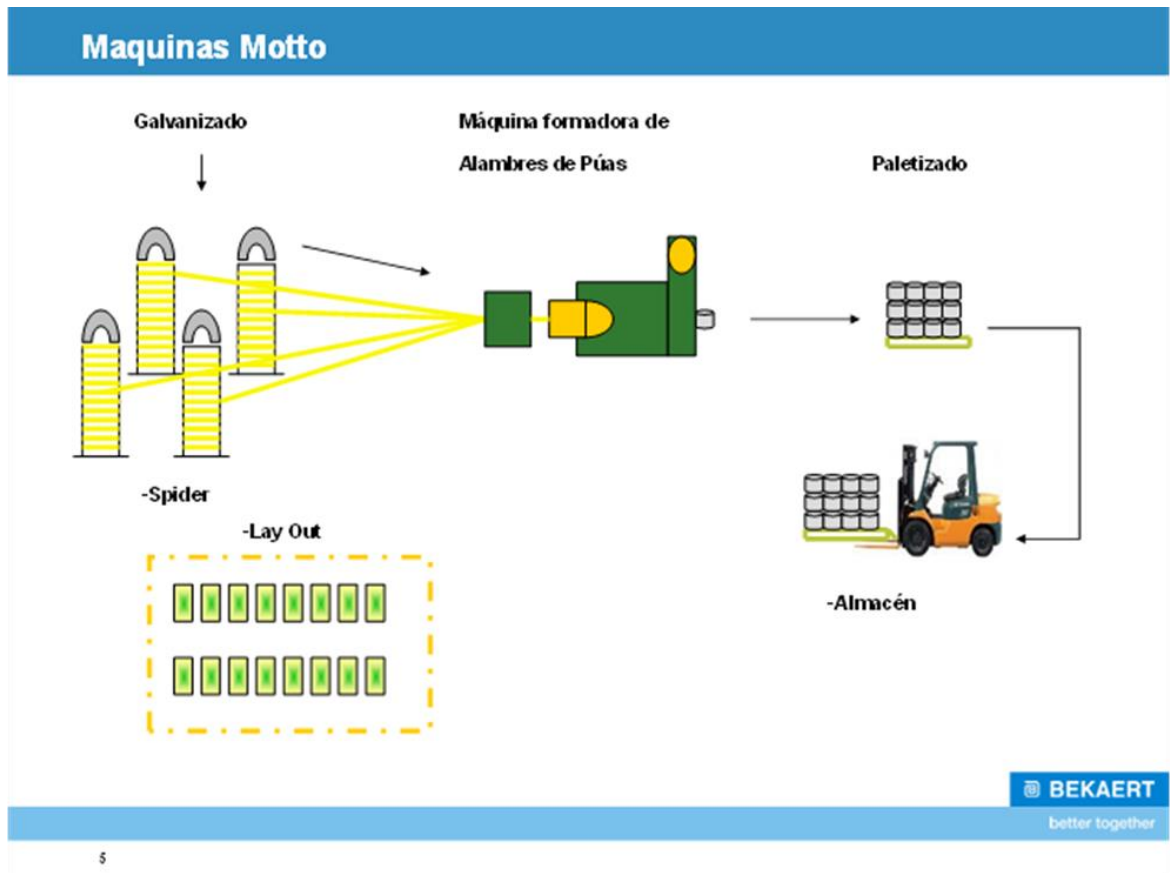 Maquinas Motto
Galvanizado
Máquina formadora de
Alambres de Púas
Paletizado
-Spider
-Lay Out
-Almacén
BEKAERT
better together
5